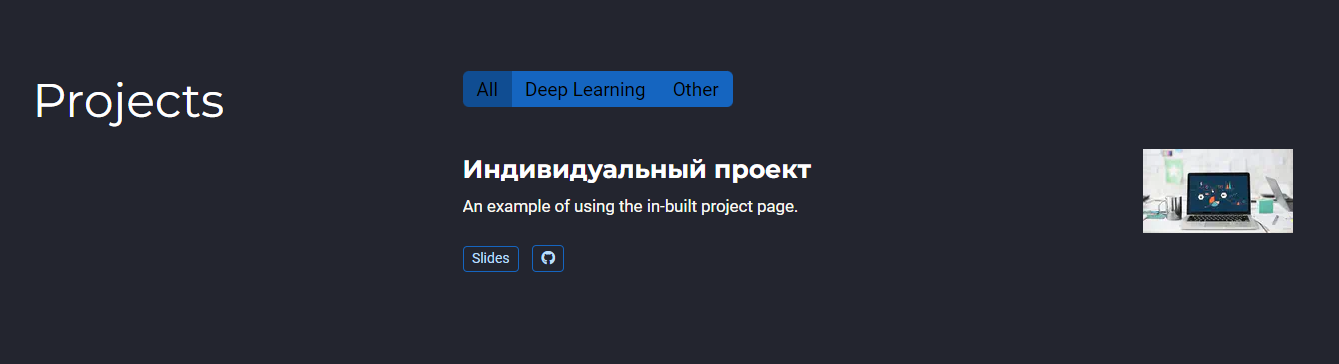 Projects
All Deep Learning Other
Индивидуальный проект
An example of using the in-built project page.
Slides